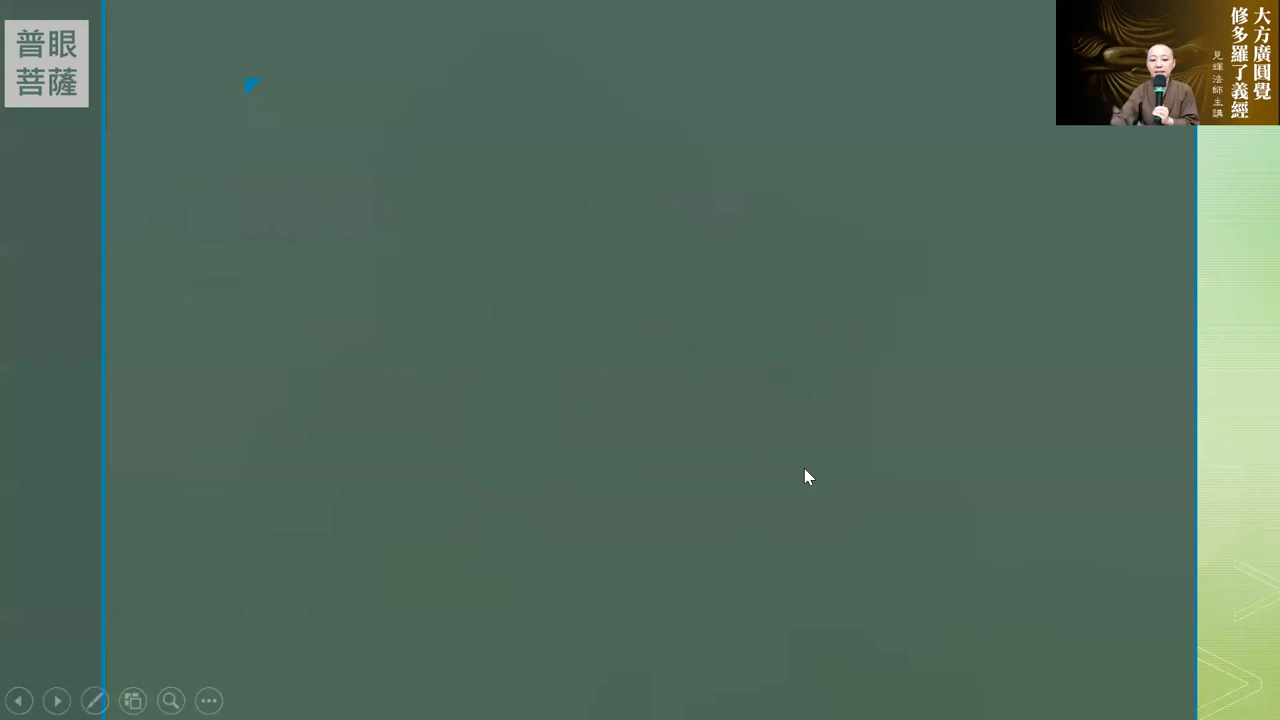 普眼
菩薩
大方廣圓覺
修多羅了義經
見輝法師主講